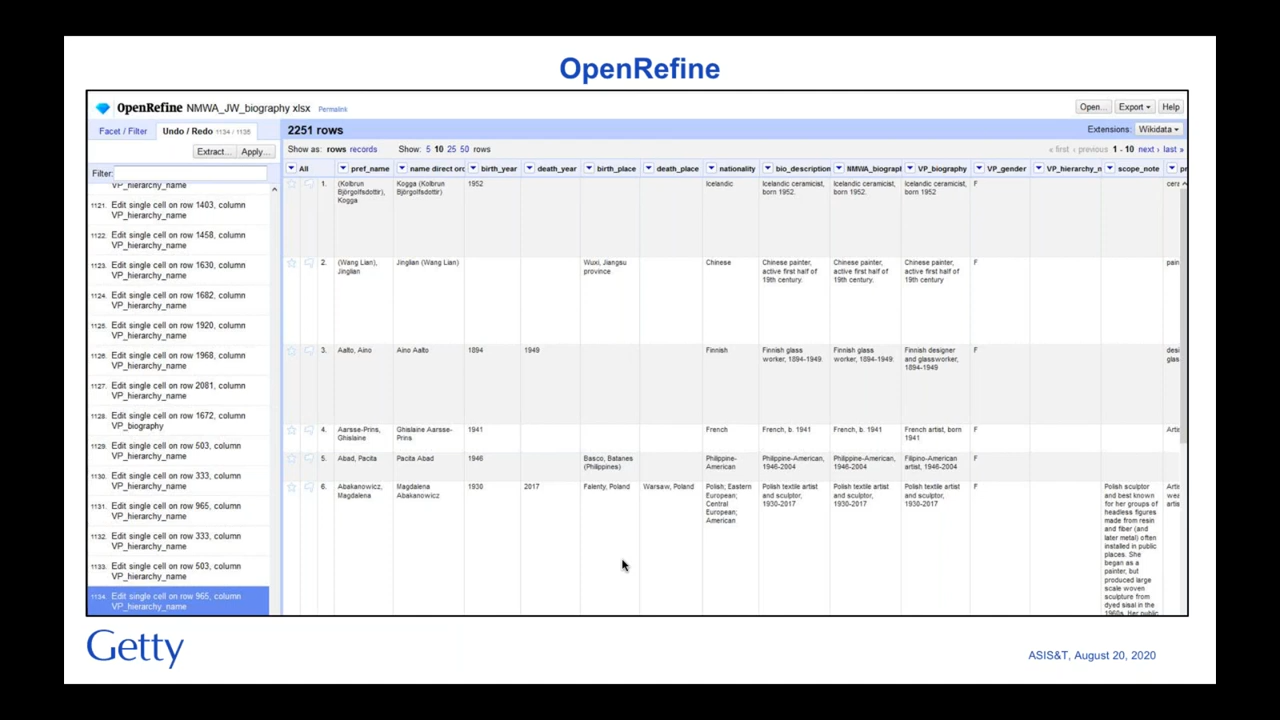 OpenRefine
OpenRefine NMWA_JW_biography xlsx Permalink
Open... Export Help
Facet / Filter Undo / Redo 1134 / 1136
2251 rows
Extensions: Wikidata
Extract... Apply...
Show as: rows records Show: 5 10 25 50 rows
« first ‹ previous 1 - 10 next › last »
Filter:
All pref_name name direct ord birth_year death_year birth_place death_place nationality bio_description NMWA_biograpl VP_biography VP_gender VP_hierarchy_n scope_note
VP_hierarchy_name
1121. Edit single cell on row 1403, column
VP_hierarchy_name
1122. Edit single cell on row 1458, column
VP_hierarchy_name
1123. Edit single cell on row 1630, column
VP_hierarchy_name
1124. Edit single cell on row 1682, column
VP_hierarchy_name
1125. Edit single cell on row 1920, column
VP_hierarchy_name
1126. Edit single cell on row 1968, column
VP_hierarchy_name
1127. Edit single cell on row 2081, column
VP_hierarchy_name
1128. Edit single cell on row 1672, column
VP_biography
1129. Edit single cell on row 503, column
VP_hierarchy_name
1130. Edit single cell on row 333, column
VP_hierarchy_name
1131. Edit single cell on row 965, column
VP_hierarchy_name
1132. Edit single cell on row 333, column
VP_hierarchy_name
1133. Edit single cell on row 503, column
VP_hierarchy_name
1134. Edit single cell on row 965, column
VP_hierarchy_name
1.
(Kolbrun
Björgolfsdottir),
Kogga
Kogga (Kolbrun
Björgolfsdottir)
1952
Icelandic
Icelandic ceramicist,
born 1952.
Icelandic ceramicist,
born 1952.
Icelandic ceramicist,
born 1952
F
cera
2.
(Wang Lian),
Jinglian
Jinglian (Wang Lian)
Wuxi, Jiangsu
province
Chinese
Chinese painter,
active first half of
19th century.
Chinese painter,
active first half of
19th century.
Chinese painter,
active first half of
19th century
F
pain
3.
Aalto, Aino
Aino Aalto
1894
1949
Finnish
Finnish glass
worker, 1894-1949.
Finnish glass
worker, 1894-1949.
Finnish designer
and glassworker,
1894-1949
F
desi
glas
4.
Aarsse-Prins,
Ghislaine
Ghislaine Aarsse-
Prins
1941
French
French, b. 1941
French, b. 1941
French artist, born
1941
F
Arts
5.
Abad, Pacita
Pacita Abad
1946
Basco, Batanes
(Philippines)
Philippine-
American
Philippine-American,
1946-2004
Philippine-American,
1946-2004
Filipino-American
artist, 1946-2004
F
6.
Abakanowicz,
Magdalena
Magdalena
Abakanowicz
1930
2017
Falenty, Poland
Warsaw, Poland
Polish; Eastern
European;
Central
European;
American
Polish textile artist
and sculptor,
1930-2017
Polish textile artist
and sculptor,
1930-2017
Polish textile artist
and sculptor,
1930-2017
F
Polish sculptor
and best known
for her groups of
headless figures
made from resin
and fiber (and
later metal) often
installed in public
places. She
began as a
painter, but
produced large
scale woven
sculpture from
dyed sisal in the
1960s. Her public
Artis
wea
artis
Getty
ASIS&T, August 20, 2020